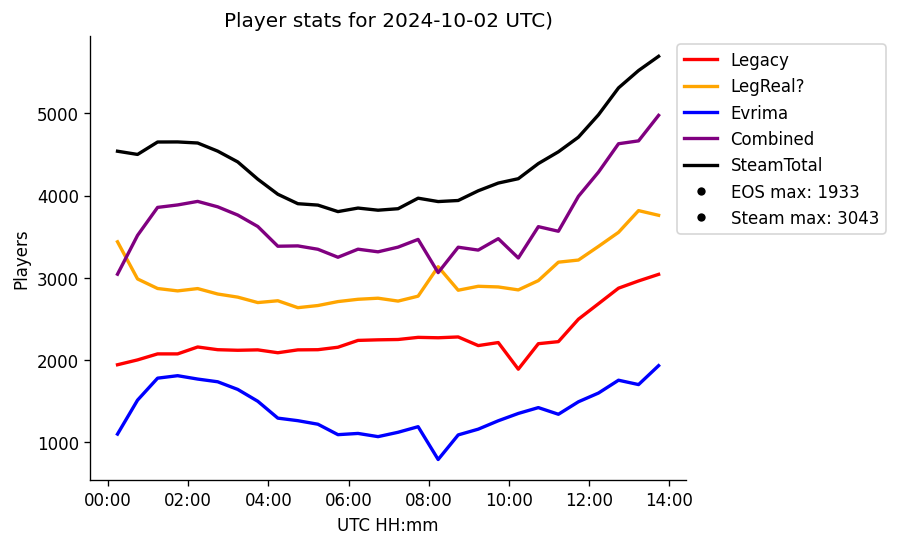 Player stats for 2024-10-02 UTC)
Legacy
LegReal?
Evrima
Combined
SteamTotal
EOS max: 1933
Steam max: 3043
Players
5000
4000
3000
2000
1000
00:00 02:00 04:00 06:00 08:00 10:00 12:00 14:00
UTC HH:mm